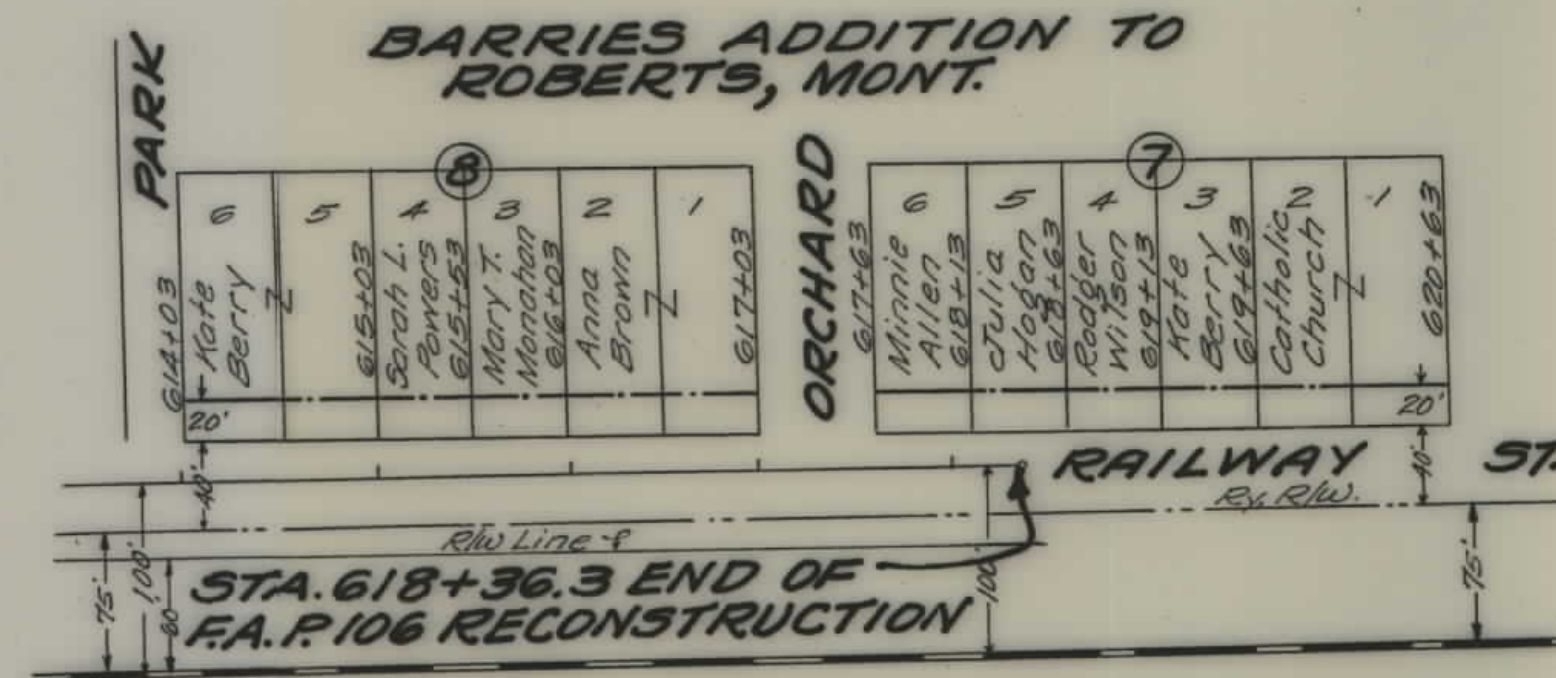 BARRIES ADDITION TO
ROBERTS, MONT.
PARK
8
6
5
4
3
2
1
614+03
Kate
Berry
615+03
Sarah L.
Powers
615+53
Mary T.
Monahan
616+03
Anna
Brown
617+03
20'
ORCHARD
7
6
5
4
3
2
1
617+63
Minnie
Allen
618+13
Julia
Hogan
618+63
Rodger
Wilson
619+13
Kate
Berry
619+63
Catholic
Church
620+63
20'
40'
RAILWAY
40'
Ry. R/W.
R/W Line
STA. 618+36.3 END OF
F.A.P. 106 RECONSTRUCTION
75'
100'
60'
100'
75'